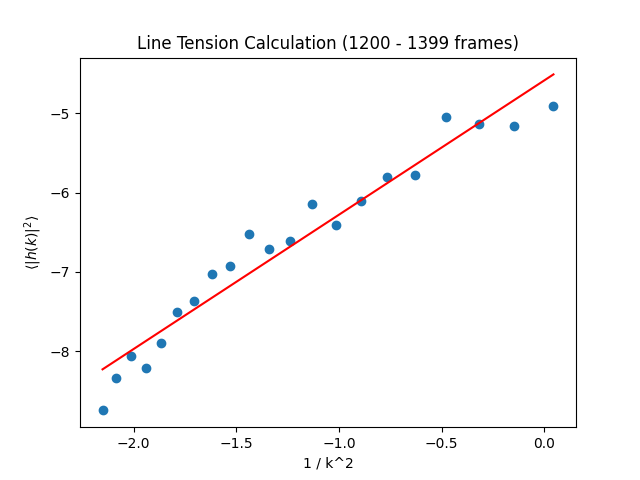 Line Tension Calculation (1200 - 1399 frames)
⟨|h(k)|²⟩
−5
−6
−7
−8
−2.0 −1.5 −1.0 −0.5 0.0
1 / k^2